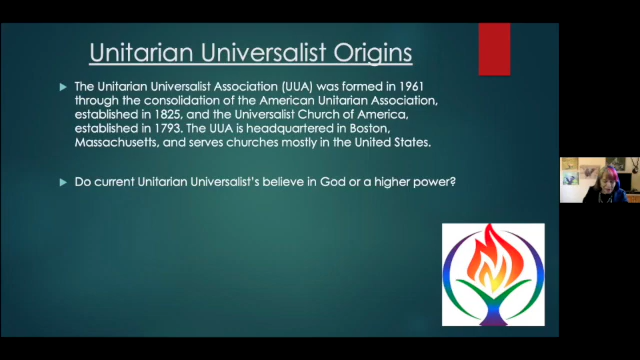 Unitarian Universalist Origins
The Unitarian Universalist Association (UUA) was formed in 1961
through the consolidation of the American Unitarian Association,
established in 1825, and the Universalist Church of America,
established in 1793. The UUA is headquartered in Boston,
Massachusetts, and serves churches mostly in the United States.
Do current Unitarian Universalist's believe in God or a higher power?